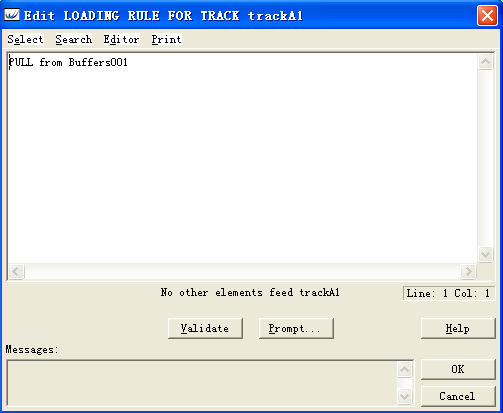 Edit LOADING RULE FOR TRACK trackA1
Select Search Editor Print
PULL from Buffers001
No other elements feed trackA1
Line: 1 Col: 1
Validate Prompt... Help
Messages:
OK
Cancel